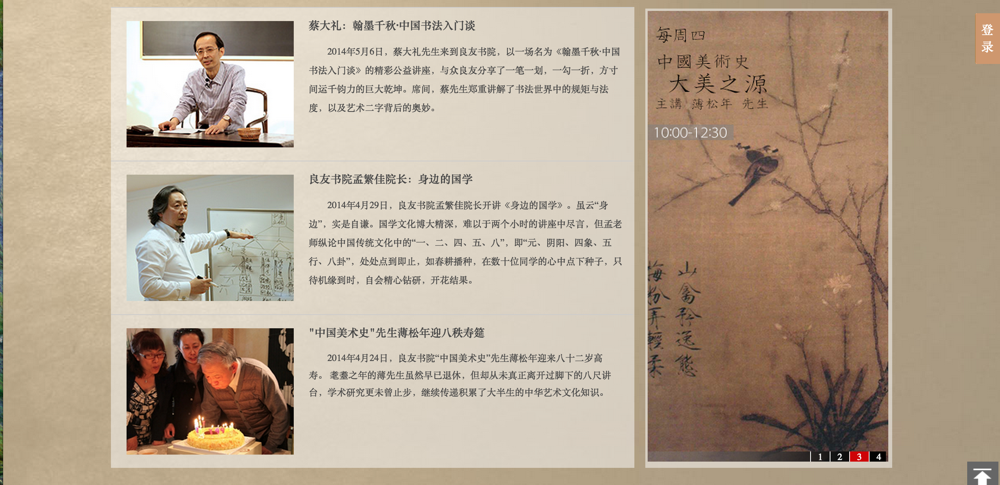 蔡大礼：翰墨千秋·中国书法入门谈
2014年5月6日，蔡大礼先生来到良友书院，以一场名为《翰墨千秋·中国
书法入门谈》的精彩公益讲座，与众良友分享了一笔一划，一勾一折，方寸
间运千钧力的巨大乾坤。席间，蔡先生郑重讲解了书法世界中的规矩与法
度，以及艺术二字背后的奥妙。
良友书院孟繁佳院长：身边的国学
2014年4月29日，良友书院孟繁佳院长开讲《身边的国学》。虽云“身
边”，实是自谦。国学文化博大精深，难以于两个小时的讲座中尽言，但孟老
师纵论中国传统文化中的“一、二、四、五、八”，即“元、阴阳、四象、五
行、八卦”，处处点到即止，如春耕播种，在数十位同学的心中点下种子，只
待机缘到时，自会精心钻研，开花结果。
"中国美术史"先生薄松年迎八秩寿筵
2014年4月24日，良友书院“中国美术史”先生薄松年迎来八十二岁高
寿。 耄耋之年的薄先生虽然早已退休，但却从未真正离开过脚下的八尺讲
台，学术研究更未曾止步，继续传递积累了大半生的中华艺术文化知识。
每周四
中國美術史
大美之源
主講 薄松年 先生
10:00-12:30
山禽矜逸態
梅粉弄輕柔
1 2 3 4
登
录